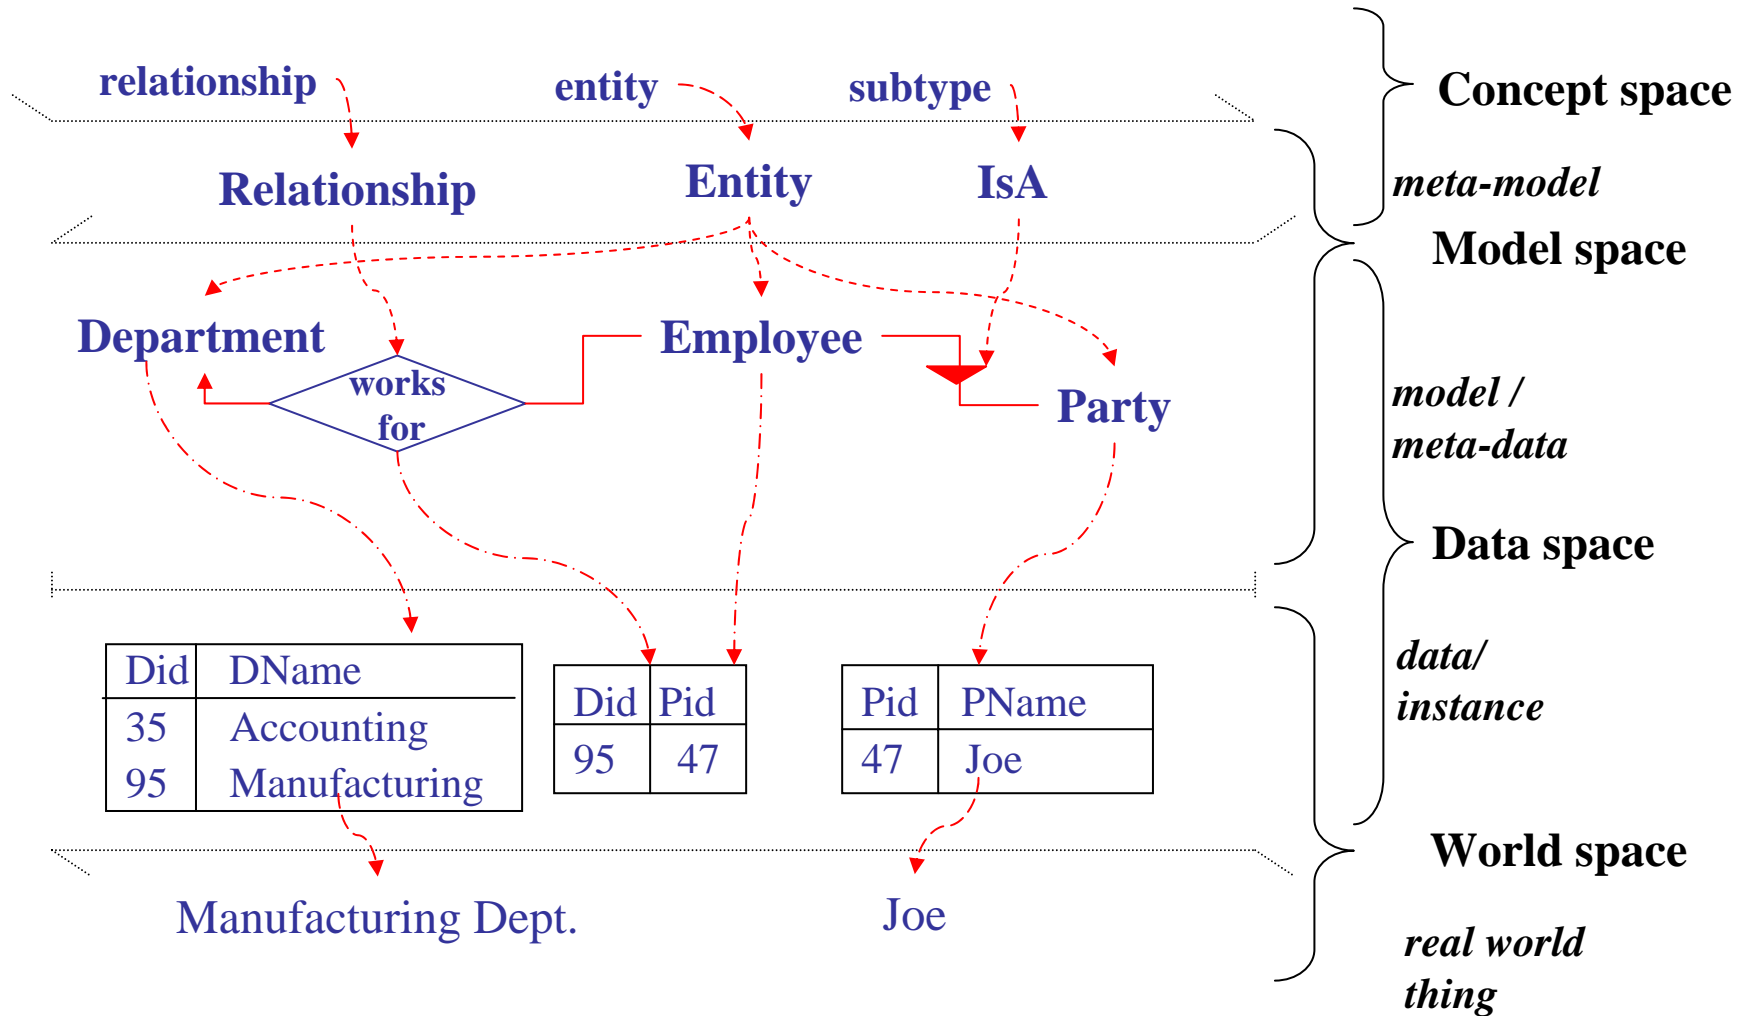 relationship
entity
subtype
Concept space
Relationship
Entity
IsA
meta-model
Model space
Department
Employee
works
for
Party
model /
meta-data
Data space
Did DName
35 Accounting
95 Manufacturing
Did Pid
95 47
Pid PName
47 Joe
data/
instance
World space
Manufacturing Dept.
Joe
real world
thing